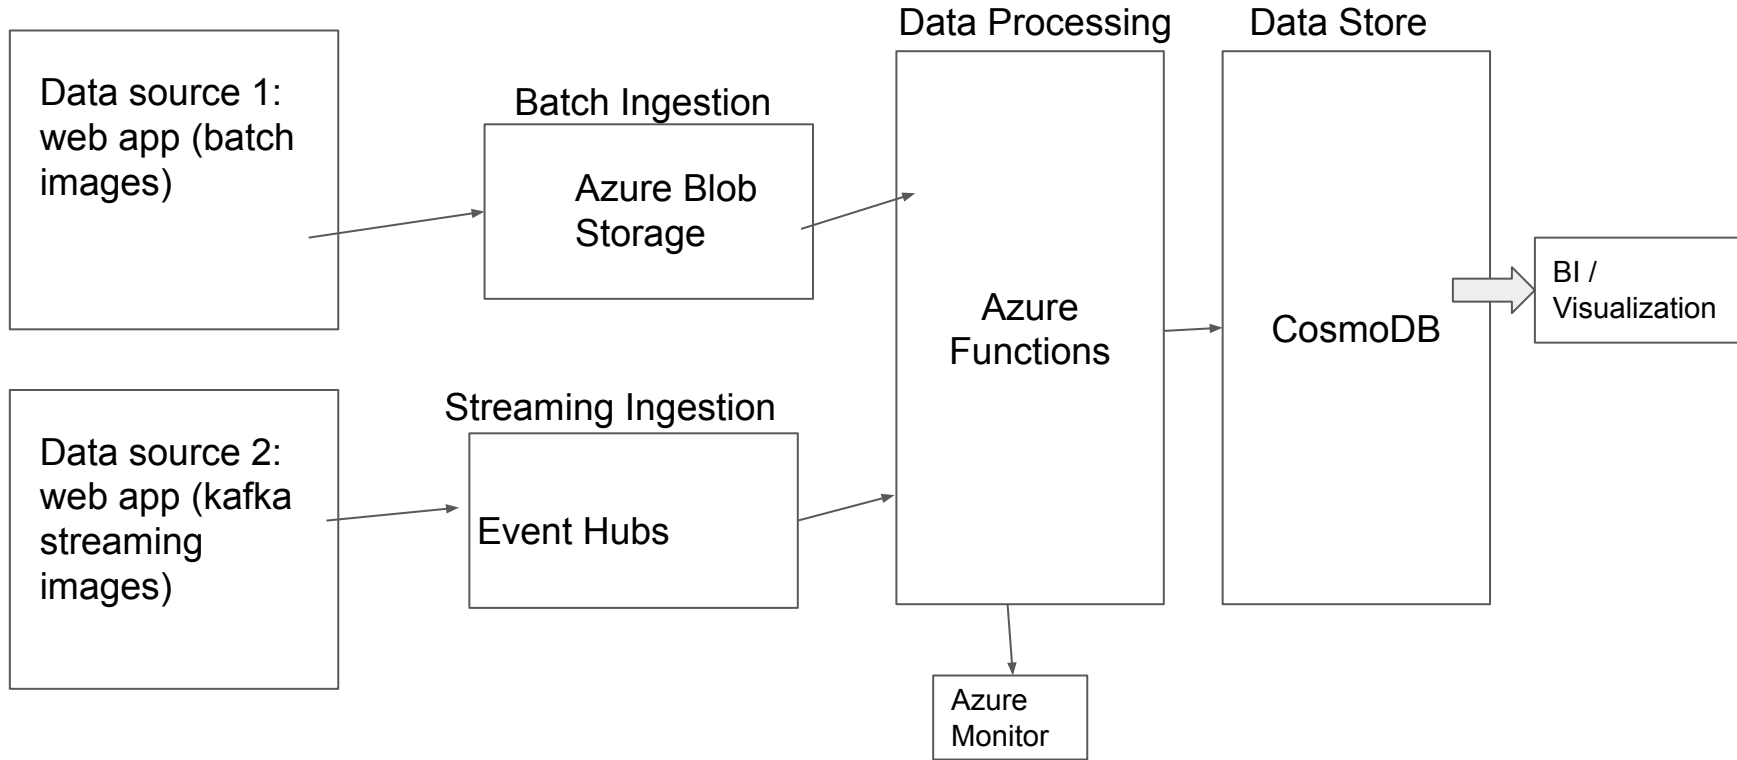 Data source 1:
web app (batch
images)
Batch Ingestion
Azure Blob
Storage
Data source 2:
web app (kafka
streaming
images)
Streaming Ingestion
Event Hubs
Data Processing
Azure
Functions
Azure
Monitor
Data Store
CosmoDB
BI /
Visualization